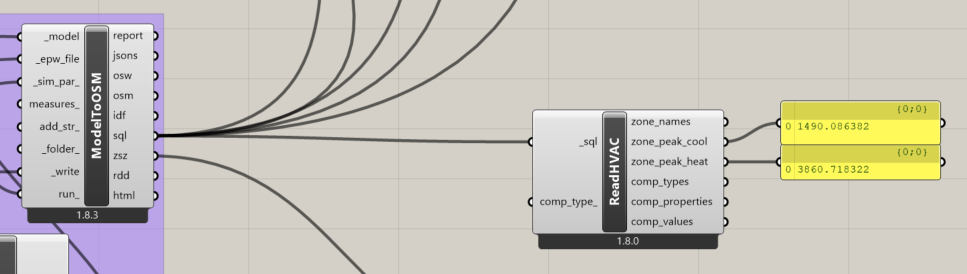 _model
_epw_file
_sim_par_
measures_
add_str_
_folder_
_write
run_
ModelToOSM
report
jsons
osw
osm
idf
sql
zsz
rdd
html
1.8.3
_sql
comp_type_
ReadHVAC
zone_names
zone_peak_cool
zone_peak_heat
comp_types
comp_properties
comp_values
1.8.0
{0;0}
0 1490.086382
{0;0}
0 3860.718322